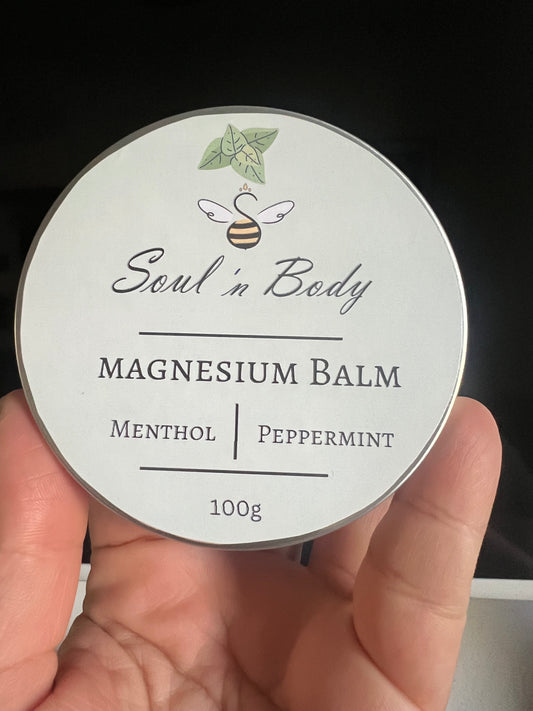 Soul 'n Body
MAGNESIUM BALM
MENTHOL | PEPPERMINT
100g